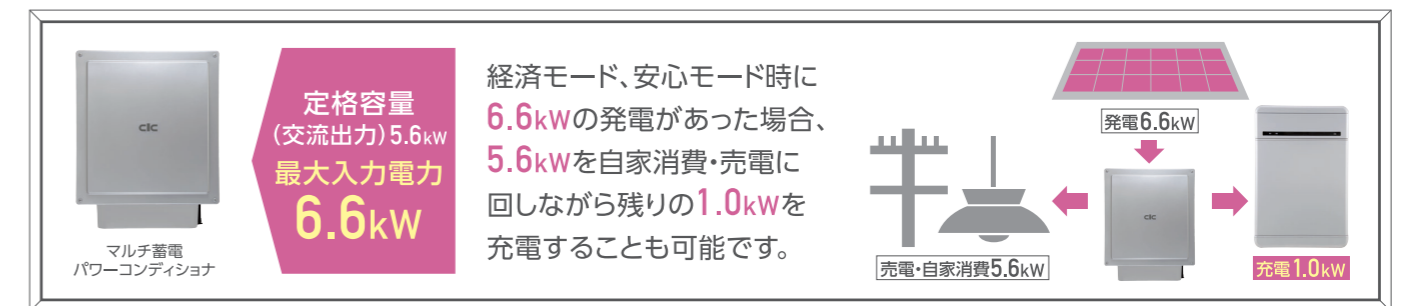 CIC
マルチ蓄電
パワーコンディショナ
定格容量
(交流出力)5.6kW
最大入力電力
6.6kW
経済モード、安心モード時に
6.6kWの発電があった場合、
5.6kWを自家消費・売電に
回しながら残りの1.0kWを
充電することも可能です。
発電6.6kW
CIC
売電・自家消費5.6kW
充電1.0kW